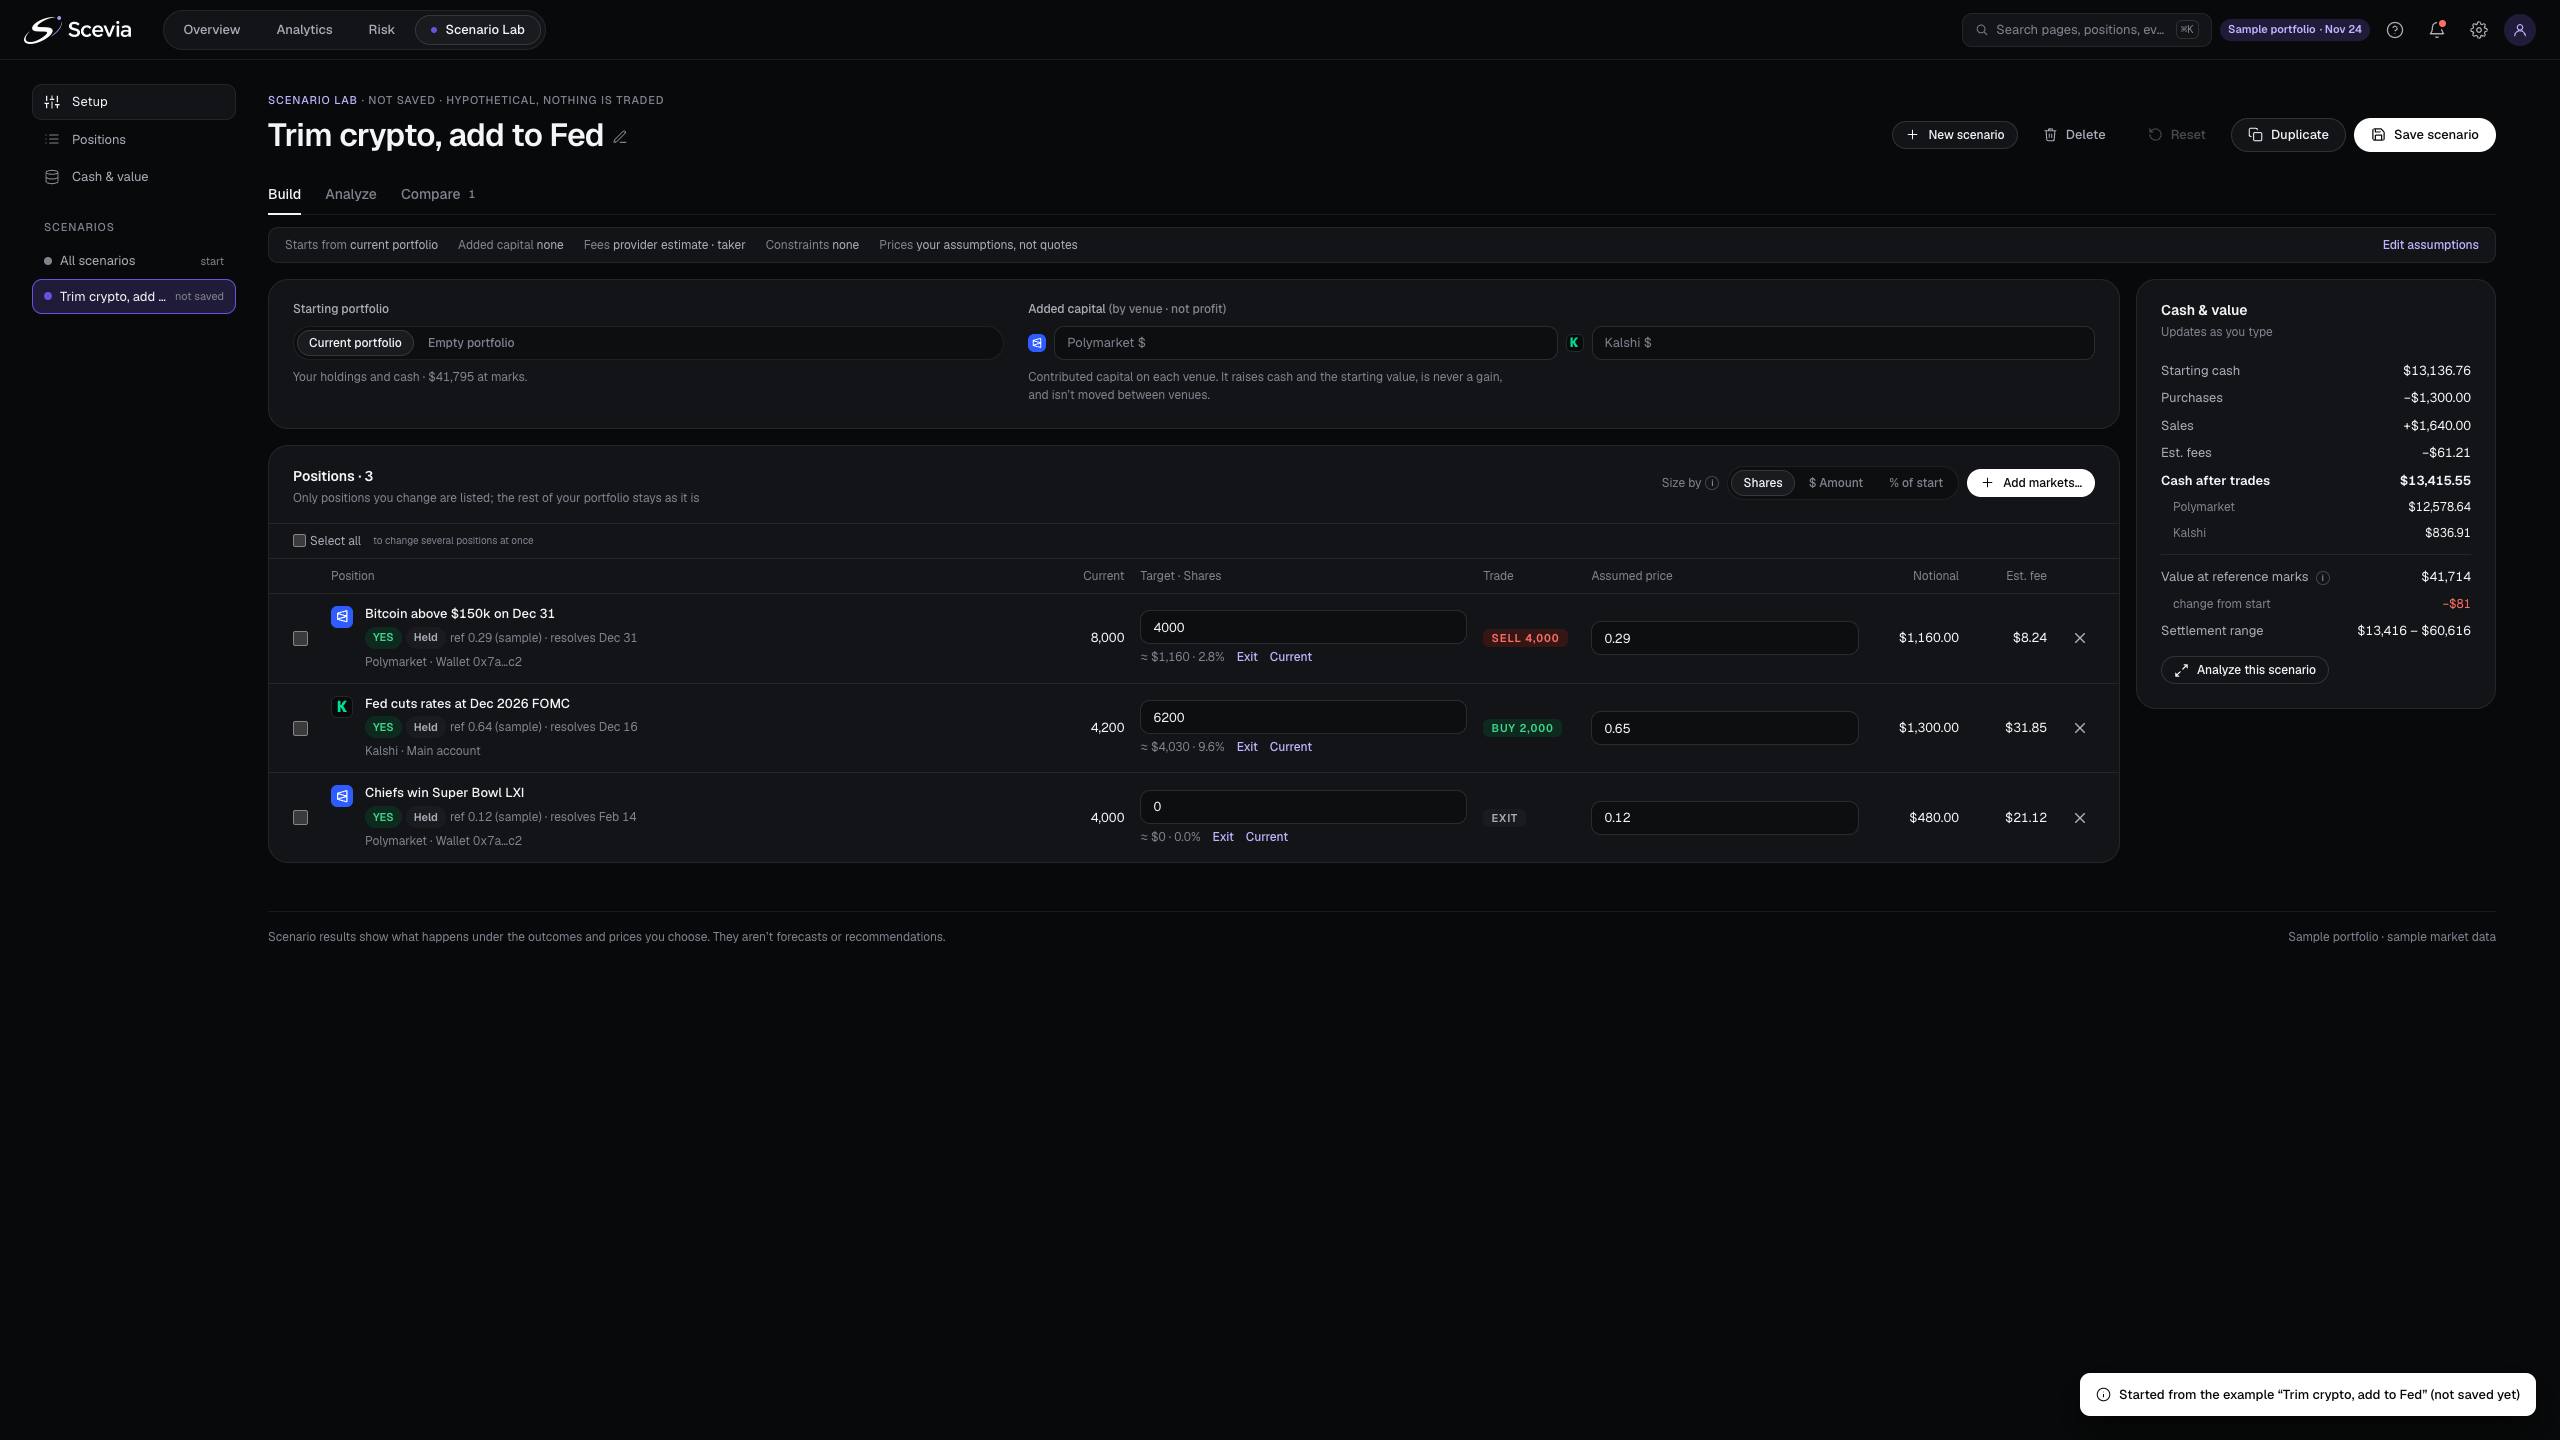 Scevia
Overview
Analytics
Risk
Scenario Lab
Search pages, positions, ev...
⌘K
Sample portfolio · Nov 24
Setup
Positions
Cash & value
SCENARIOS
All scenarios
start
Trim crypto, add ...
not saved
SCENARIO LAB · NOT SAVED · HYPOTHETICAL, NOTHING IS TRADED
Trim crypto, add to Fed
New scenario
Delete
Reset
Duplicate
Save scenario
Build
Analyze
Compare 1
Starts from current portfolio
Added capital none
Fees provider estimate · taker
Constraints none
Prices your assumptions, not quotes
Edit assumptions
Starting portfolio
Current portfolio
Empty portfolio
Your holdings and cash · $41,795 at marks.
Added capital (by venue · not profit)
Polymarket $
K
Kalshi $
Contributed capital on each venue. It raises cash and the starting value, is never a gain,
and isn't moved between venues.
Positions · 3
Only positions you change are listed; the rest of your portfolio stays as it is
Size by
Shares
$ Amount
% of start
Add markets...
Select all
to change several positions at once
Position
Current
Target · Shares
Trade
Assumed price
Notional
Est. fee
Bitcoin above $150k on Dec 31
YES
Held
ref 0.29 (sample) · resolves Dec 31
Polymarket · Wallet 0x7a…c2
8,000
4000
≈ $1,160 · 2.8%
Exit
Current
SELL 4,000
0.29
$1,160.00
$8.24
K
Fed cuts rates at Dec 2026 FOMC
YES
Held
ref 0.64 (sample) · resolves Dec 16
Kalshi · Main account
4,200
6200
≈ $4,030 · 9.6%
Exit
Current
BUY 2,000
0.65
$1,300.00
$31.85
Chiefs win Super Bowl LXI
YES
Held
ref 0.12 (sample) · resolves Feb 14
Polymarket · Wallet 0x7a…c2
4,000
0
≈ $0 · 0.0%
Exit
Current
EXIT
0.12
$480.00
$21.12
Cash & value
Updates as you type
Starting cash
$13,136.76
Purchases
−$1,300.00
Sales
+$1,640.00
Est. fees
−$61.21
Cash after trades
$13,415.55
Polymarket
$12,578.64
Kalshi
$836.91
Value at reference marks
$41,714
change from start
−$81
Settlement range
$13,416 – $60,616
Analyze this scenario
Scenario results show what happens under the outcomes and prices you choose. They aren't forecasts or recommendations.
Sample portfolio · sample market data
Started from the example “Trim crypto, add to Fed” (not saved yet)